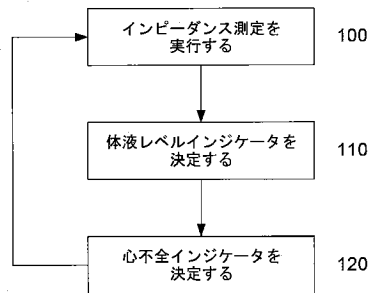 インピーダンス測定を
実行する
100
体液レベルインジケータを
決定する
110
心不全インジケータを
決定する
120